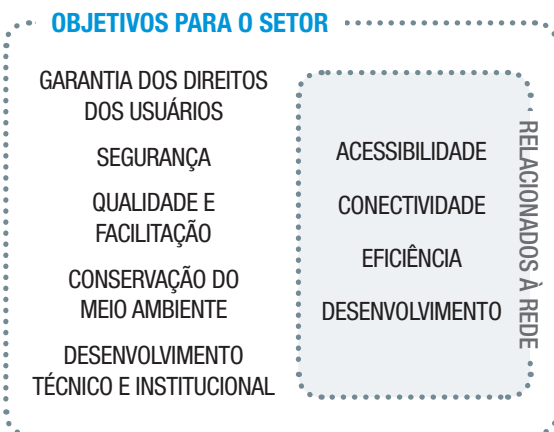 OBJETIVOS PARA O SETOR
GARANTIA DOS DIREITOS
DOS USUÁRIOS
SEGURANÇA
QUALIDADE E
FACILITAÇÃO
CONSERVAÇÃO DO
MEIO AMBIENTE
DESENVOLVIMENTO
TÉCNICO E INSTITUCIONAL
ACESSIBILIDADE
CONECTIVIDADE
EFICIÊNCIA
DESENVOLVIMENTO
RELACIONADOS À REDE